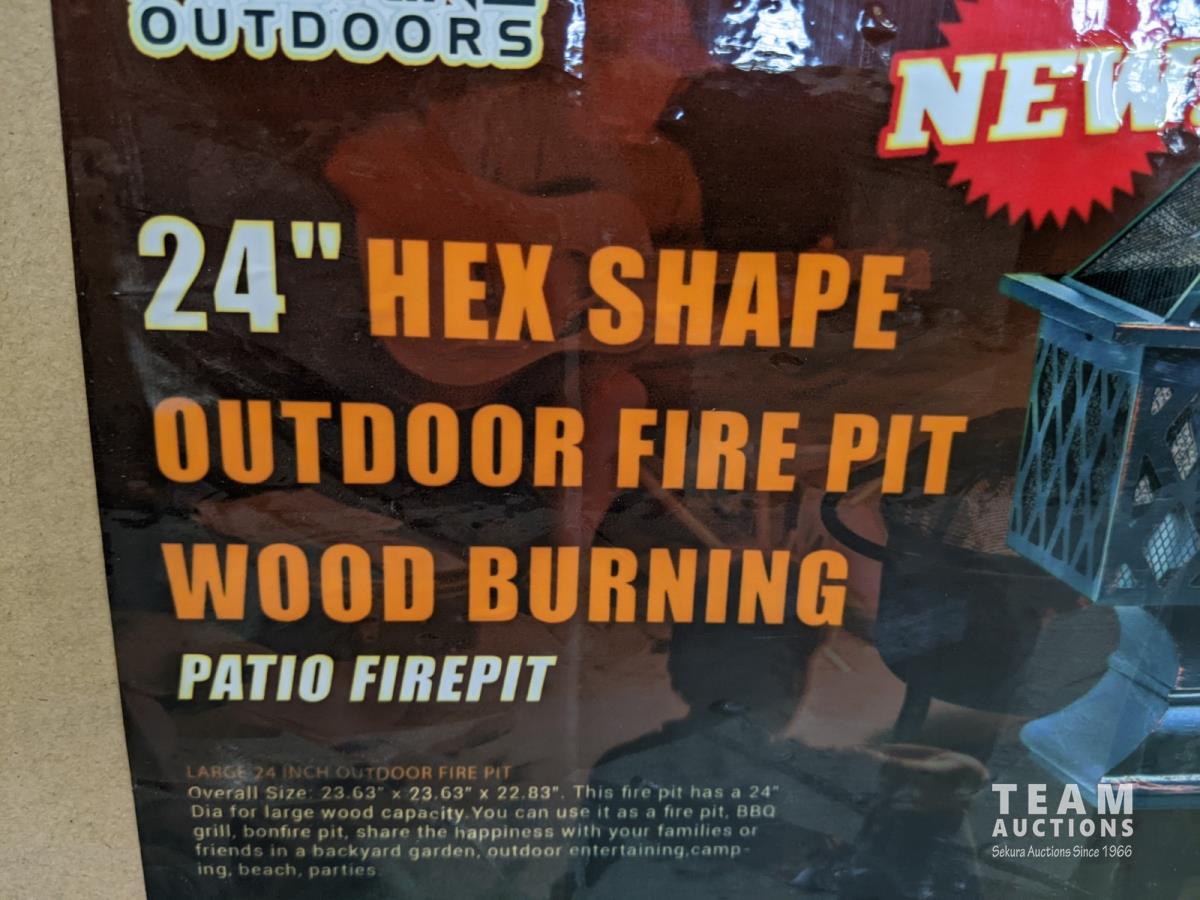 OUTDOORS
NEW!
24" HEX SHAPE
OUTDOOR FIRE PIT
WOOD BURNING
PATIO FIREPIT
LARGE 24 INCH OUTDOOR FIRE PIT
Overall Size: 23.63" x 23.63" x 22.83". This fire pit has a 24"
Dia for large wood capacity.You can use it as a fire pit, BBQ
grill, bonfire pit, share the happiness with your families or
friends in a backyard garden, outdoor entertaining,camp-
ing, beach, parties.
TEAM
AUCTIONS
Sekura Auctions Since 1966